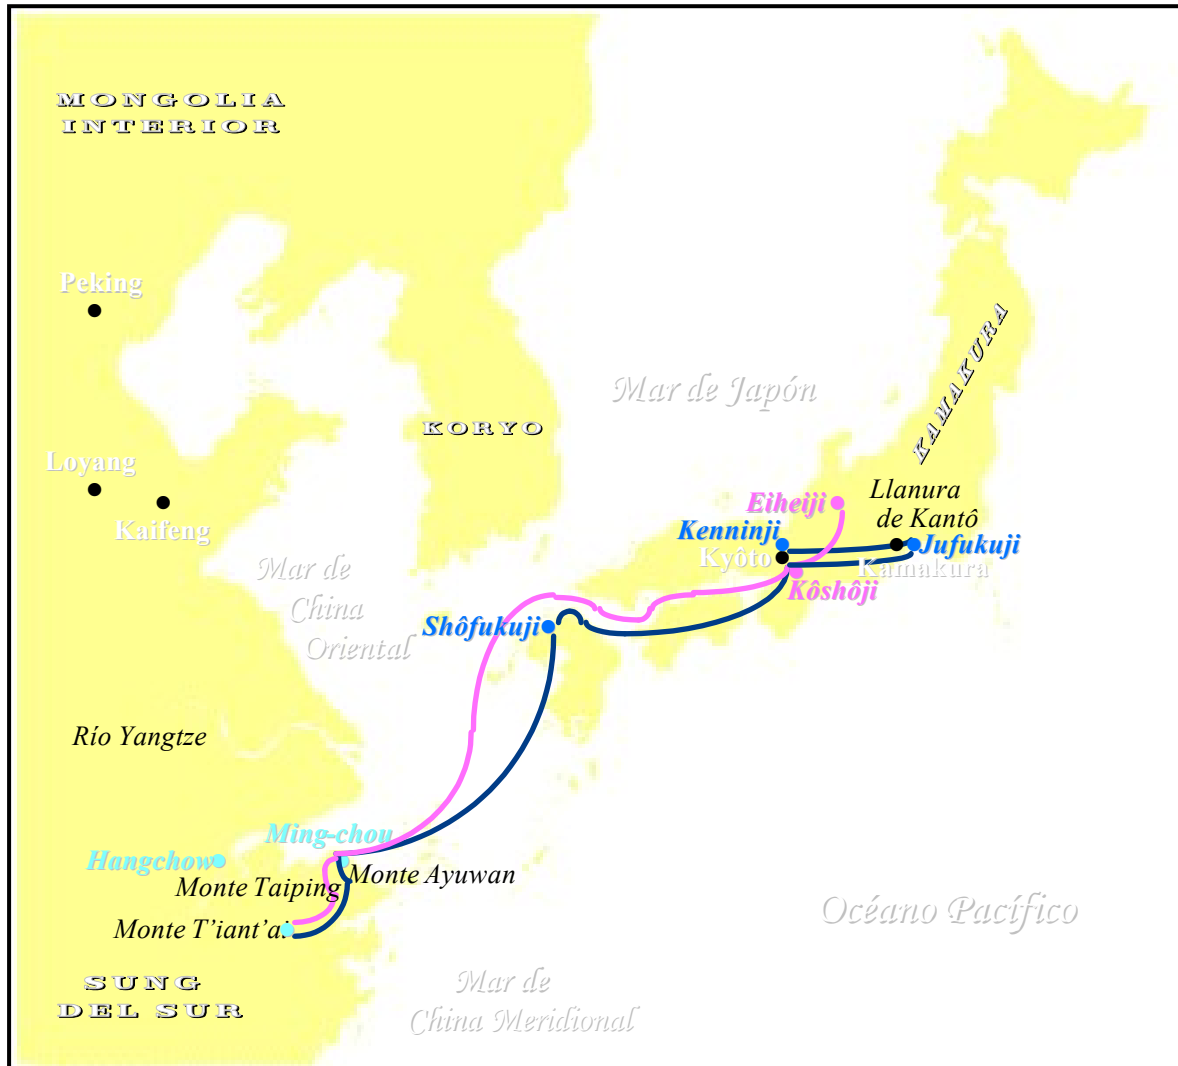 MONGOLIA
INTERIOR
Peking
Mar de Japón
KAMAKURA
KORYO
Loyang
Kaifeng
Eiheiji
Llanura
de Kantô
Kenninji
Kyôto
Jufukuji
Kamakura
Kôshôji
Mar de
China
Oriental
Shôfukuji
Río Yangtze
Ming-chou
Hangchow
Monte Ayuwan
Monte Taiping
Monte T’iant’ai
Océano Pacífico
SUNG
DEL SUR
Mar de
China Meridional